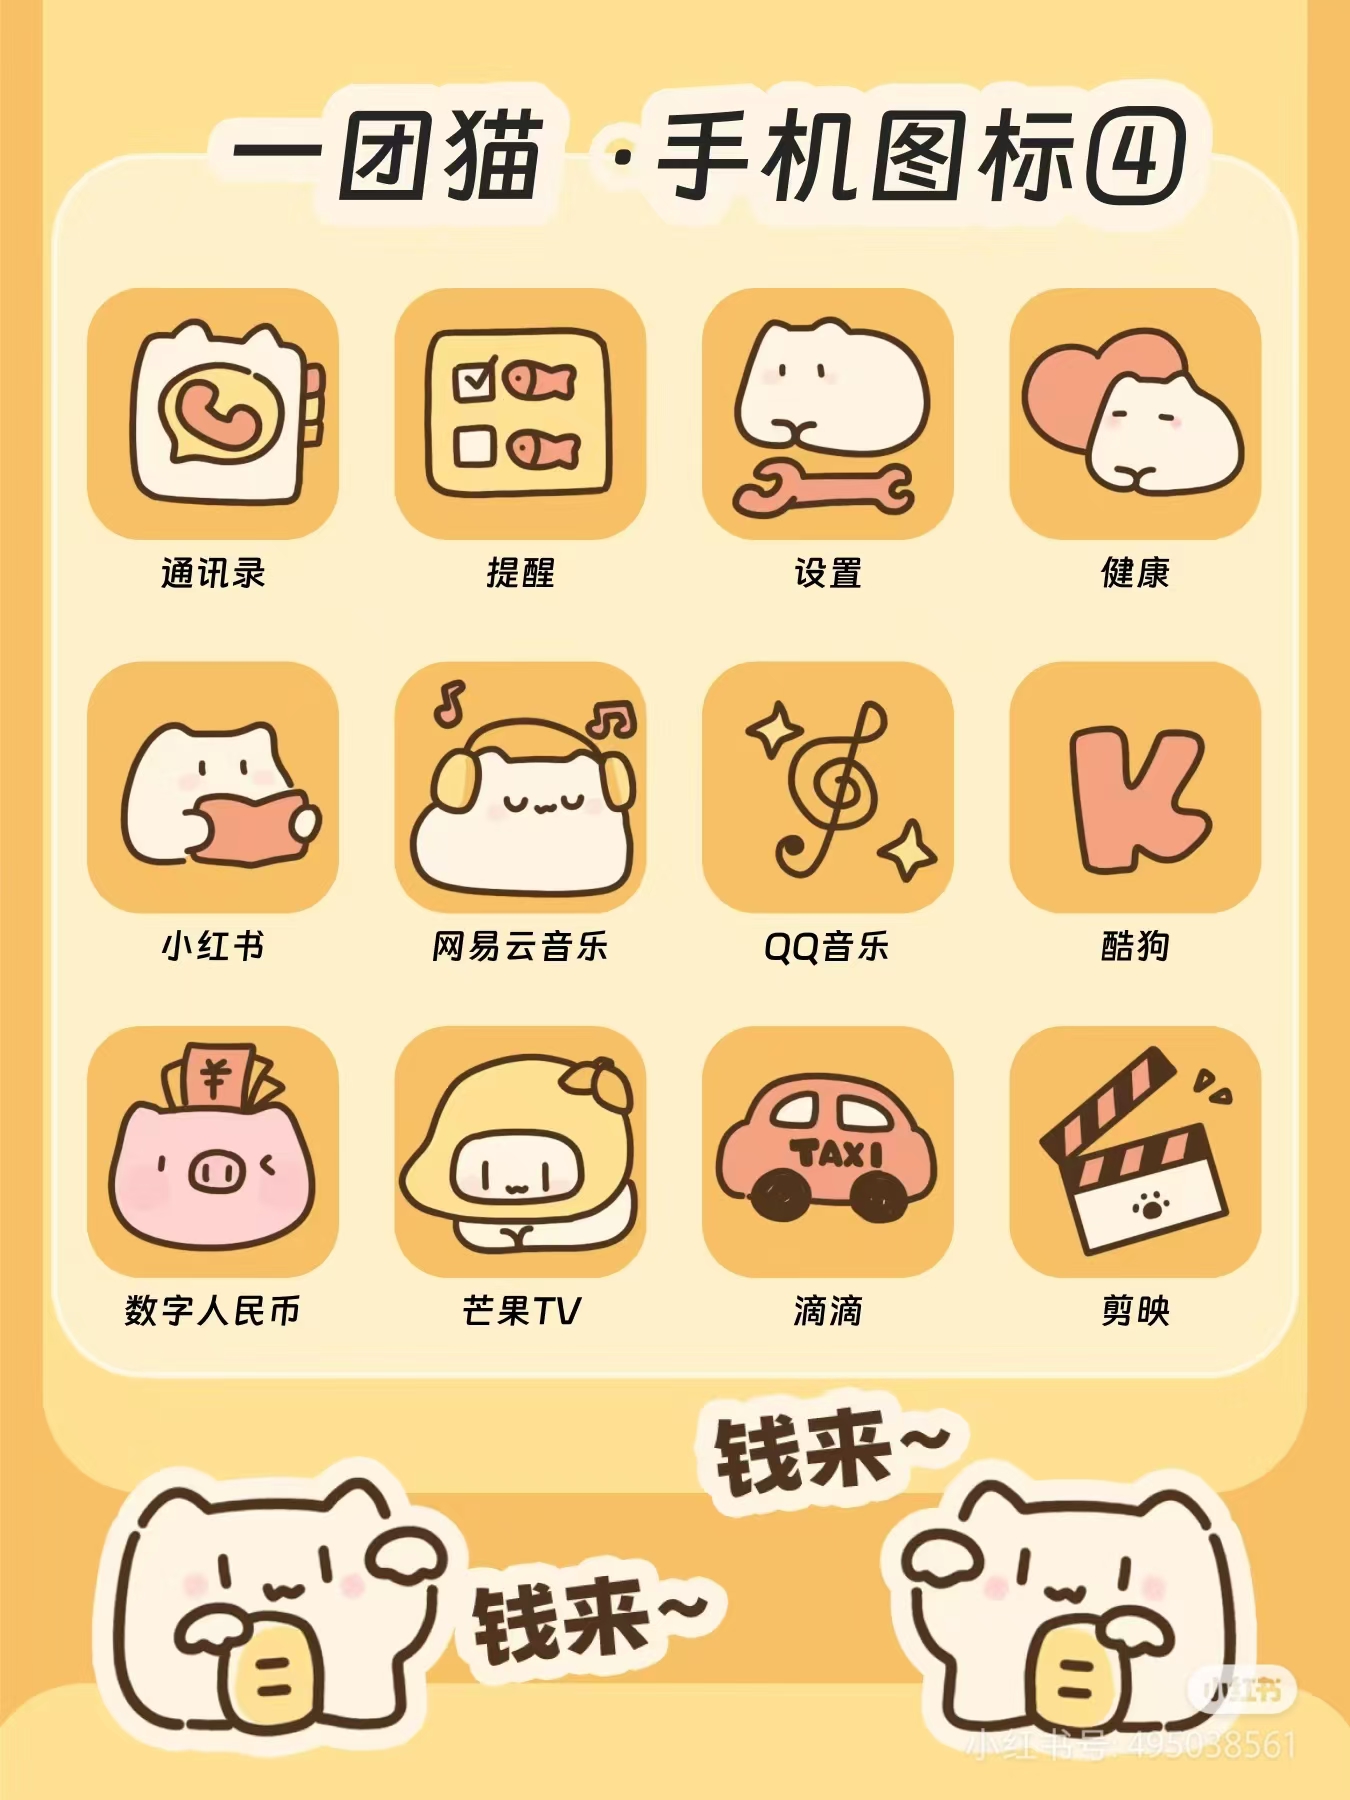 一团猫 ·手机图标④
通讯录
提醒
设置
健康
小红书
网易云音乐
QQ音乐
酷狗
¥
TAXI
数字人民币
芒果TV
滴滴
剪映
钱来~
钱来~
小红书
小红书号: 495038561